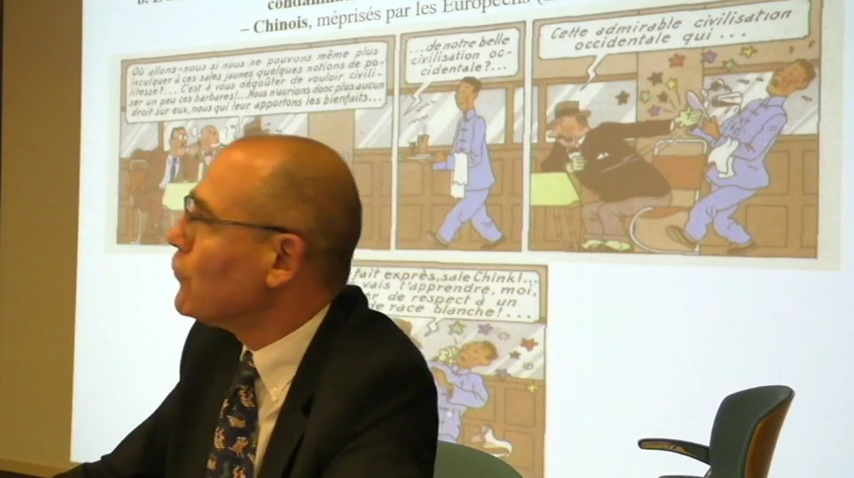 – Chinois, méprisés par les Européens
Où allons-nous si nous ne pouvons même plus
inculquer à ces sales jaunes quelques notions de po-
litesse!... C'est à vous dégoûter de vouloir civili-
ser un peu ces barbares!... Nous n'aurions donc plus aucun
droit sur eux, nous qui leur apportons les bienfaits...
...de notre belle
civilisation oc-
cidentale?...
Cette admirable civilisation
occidentale qui ...
fait exprès, sale Chink!...
vais t'apprendre, moi,
de respect à un
de race blanche!...